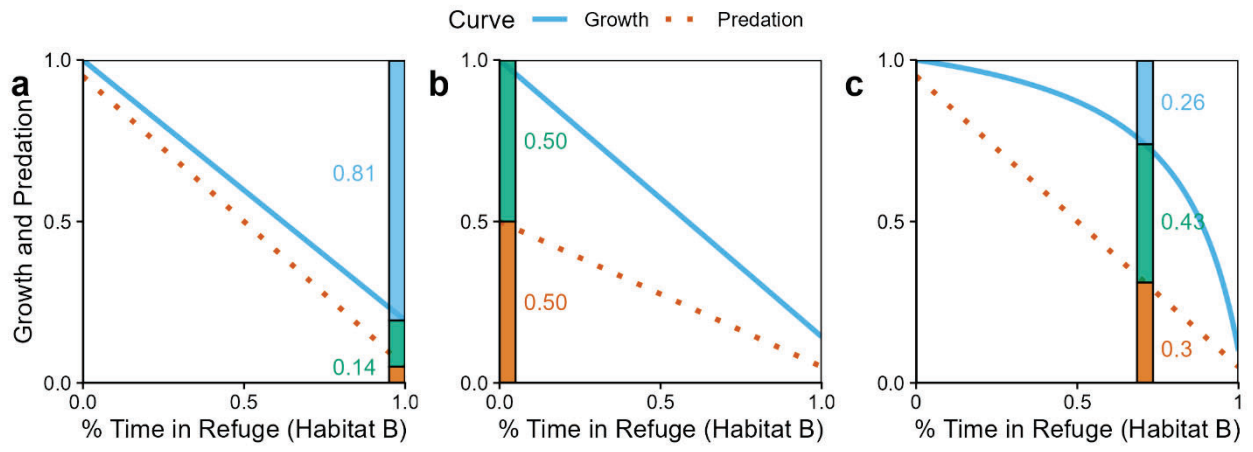 Curve Growth Predation
a
b
c
Growth and Predation
1.0
0.5
0.0
0.81
0.14
0.0 0.5 1.0
% Time in Refuge (Habitat B)
1.0
0.5
0.0
0.50
0.50
0.0 0.5 1.0
% Time in Refuge (Habitat B)
1.0
0.5
0.0
0.26
0.43
0.3
0 0.5 1
% Time in Refuge (Habitat B)